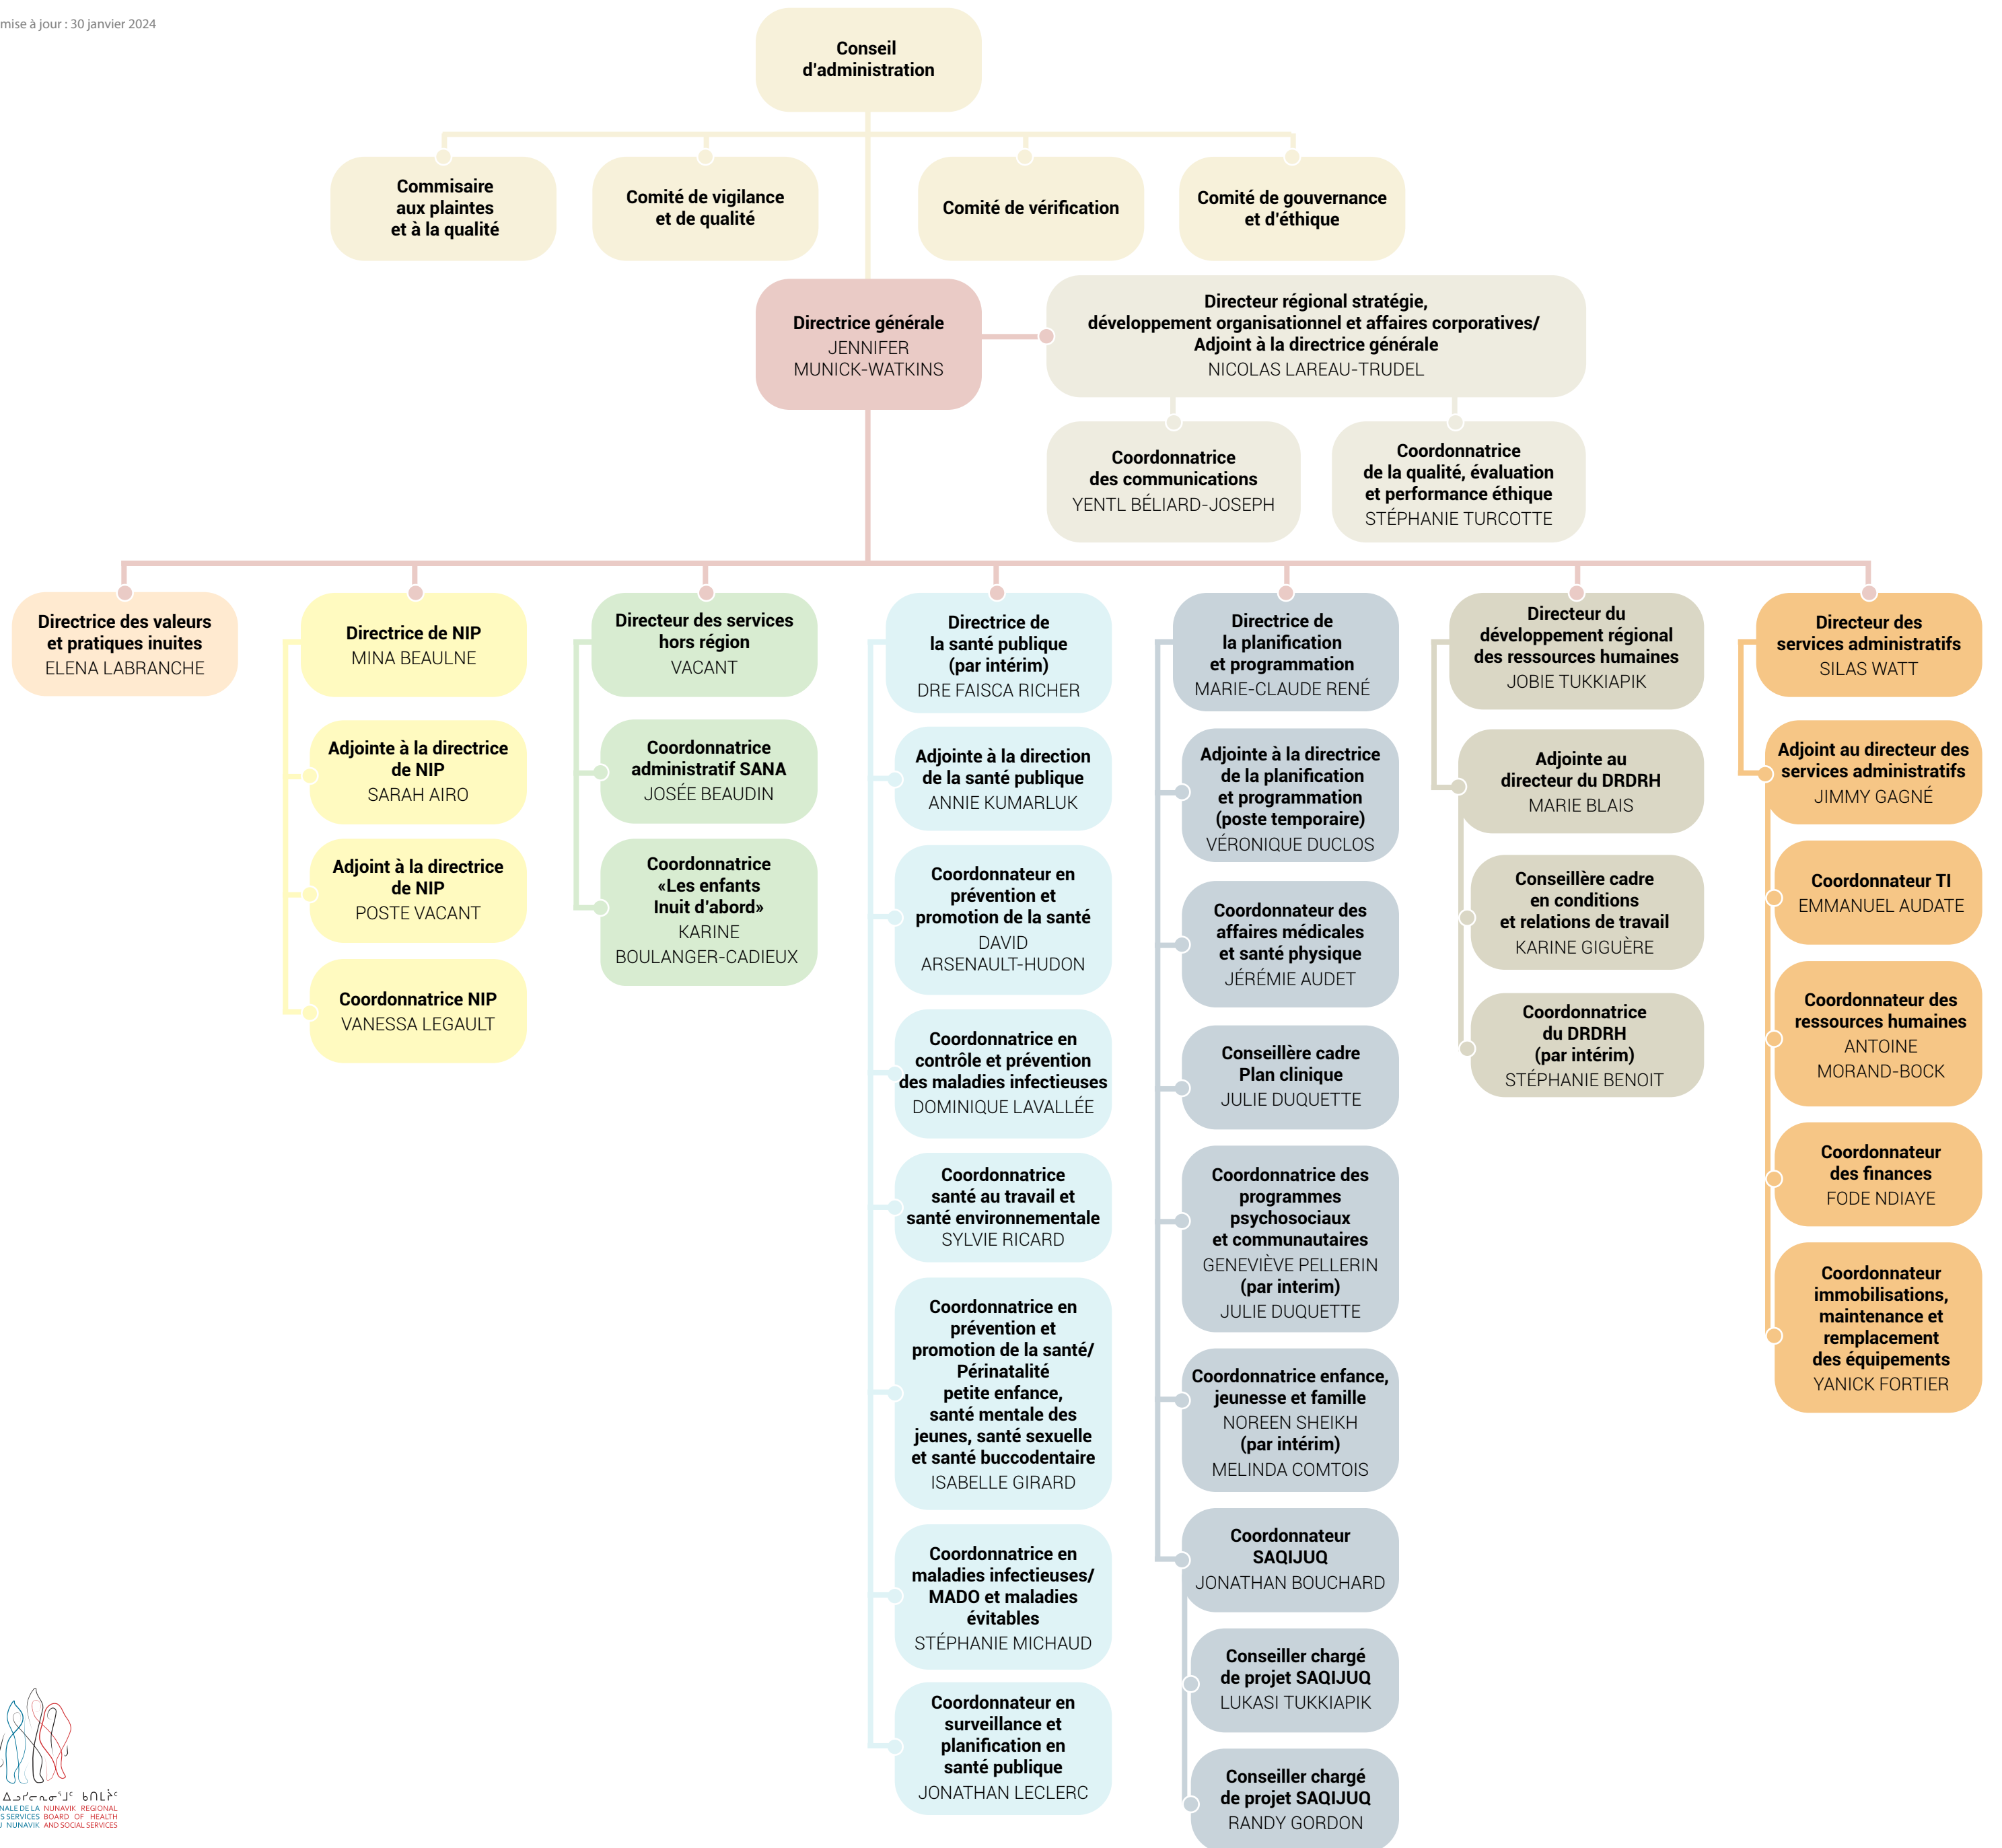 mise à jour : 30 janvier 2024
Conseil
d'administration
Commisaire
aux plaintes
et à la qualité
Comité de vigilance
et de qualité
Comité de vérification
Comité de gouvernance
et d'éthique
Directrice générale
JENNIFER
MUNICK-WATKINS
Directeur régional stratégie,
développement organisationnel et affaires corporatives/
Adjoint à la directrice générale
NICOLAS LAREAU-TRUDEL
Coordonnatrice
des communications
YENTL BÉLIARD-JOSEPH
Coordonnatrice
de la qualité, évaluation
et performance éthique
STÉPHANIE TURCOTTE
Directrice des valeurs
et pratiques inuites
ELENA LABRANCHE
Directrice de NIP
MINA BEAULNE
Adjointe à la directrice
de NIP
SARAH AIRO
Adjoint à la directrice
de NIP
POSTE VACANT
Coordonnatrice NIP
VANESSA LEGAULT
Directeur des services
hors région
VACANT
Coordonnatrice
administratif SANA
JOSÉE BEAUDIN
Coordonnatrice
«Les enfants
Inuit d'abord»
KARINE
BOULANGER-CADIEUX
Directrice de
la santé publique
(par intérim)
DRE FAISCA RICHER
Adjointe à la direction
de la santé publique
ANNIE KUMARLUK
Coordonnateur en
prévention et
promotion de la santé
DAVID
ARSENAULT-HUDON
Coordonnatrice en
contrôle et prévention
des maladies infectieuses
DOMINIQUE LAVALLÉE
Coordonnatrice
santé au travail et
santé environnementale
SYLVIE RICARD
Coordonnatrice en
prévention et
promotion de la santé/
Périnatalité
petite enfance,
santé mentale des
jeunes, santé sexuelle
et santé buccodentaire
ISABELLE GIRARD
Coordonnatrice en
maladies infectieuses/
MADO et maladies
évitables
STÉPHANIE MICHAUD
Coordonnateur en
surveillance et
planification en
santé publique
JONATHAN LECLERC
Directrice de
la planification
et programmation
MARIE-CLAUDE RENÉ
Adjointe à la directrice
de la planification
et programmation
(poste temporaire)
VÉRONIQUE DUCLOS
Coordonnateur des
affaires médicales
et santé physique
JÉRÉMIE AUDET
Conseillère cadre
Plan clinique
JULIE DUQUETTE
Coordonnatrice des
programmes
psychosociaux
et communautaires
GENEVIÈVE PELLERIN
(par interim)
JULIE DUQUETTE
Coordonnatrice enfance,
jeunesse et famille
NOREEN SHEIKH
(par intérim)
MELINDA COMTOIS
Coordonnateur
SAQIJUQ
JONATHAN BOUCHARD
Conseiller chargé
de projet SAQIJUQ
LUKASI TUKKIAPIK
Conseiller chargé
de projet SAQIJUQ
RANDY GORDON
Directeur du
développement régional
des ressources humaines
JOBIE TUKKIAPIK
Adjointe au
directeur du DRDRH
MARIE BLAIS
Conseillère cadre
en conditions
et relations de travail
KARINE GIGUÈRE
Coordonnatrice
du DRDRH
(par intérim)
STÉPHANIE BENOIT
Directeur des
services administratifs
SILAS WATT
Adjoint au directeur des
services administratifs
JIMMY GAGNÉ
Coordonnateur TI
EMMANUEL AUDATE
Coordonnateur des
ressources humaines
ANTOINE
MORAND-BOCK
Coordonnateur
des finances
FODE NDIAYE
Coordonnateur
immobilisations,
maintenance et
remplacement
des équipements
YANICK FORTIER
NALE DE LA NUNAVIK REGIONAL
S SERVICES BOARD OF HEALTH
NUNAVIK AND SOCIAL SERVICES